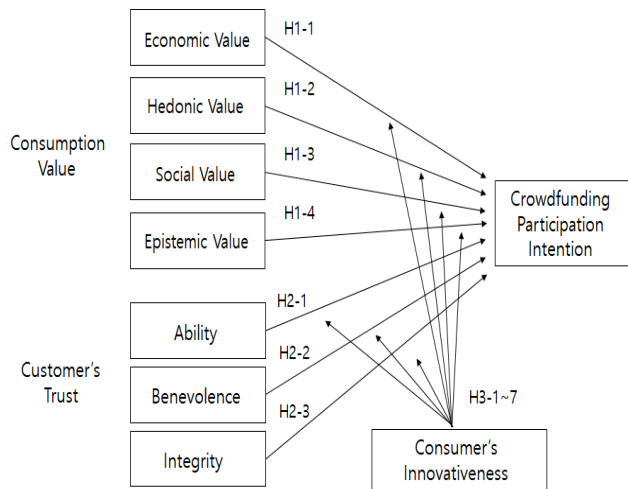 Economic Value
H1-1
Hedonic Value
H1-2
Consumption
Value
Social Value
H1-3
Epistemic Value
H1-4
Crowdfunding
Participation
Intention
Ability
H2-1
Customer's
Trust
Benevolence
H2-2
Integrity
H2-3
H3-1~7
Consumer's
Innovativeness